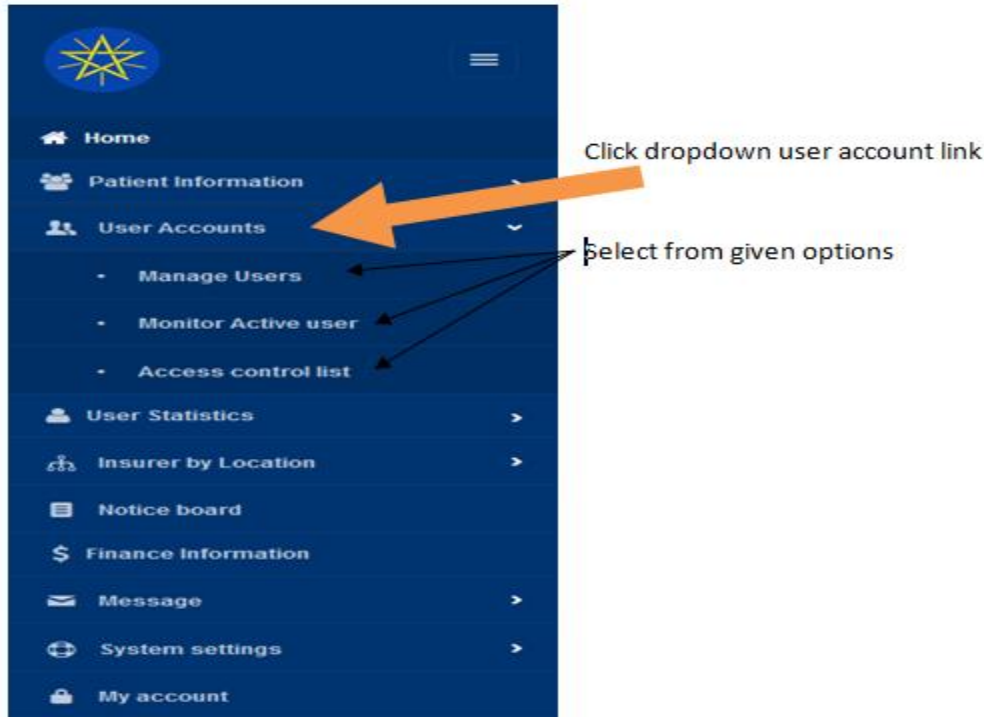 Home
Click dropdown user account link
Patient Information
User Accounts
Select from given options
Manage Users
Monitor Active user
Access control list
User Statistics
Insurer by Location
Notice board
Finance Information
Message
System settings
My account